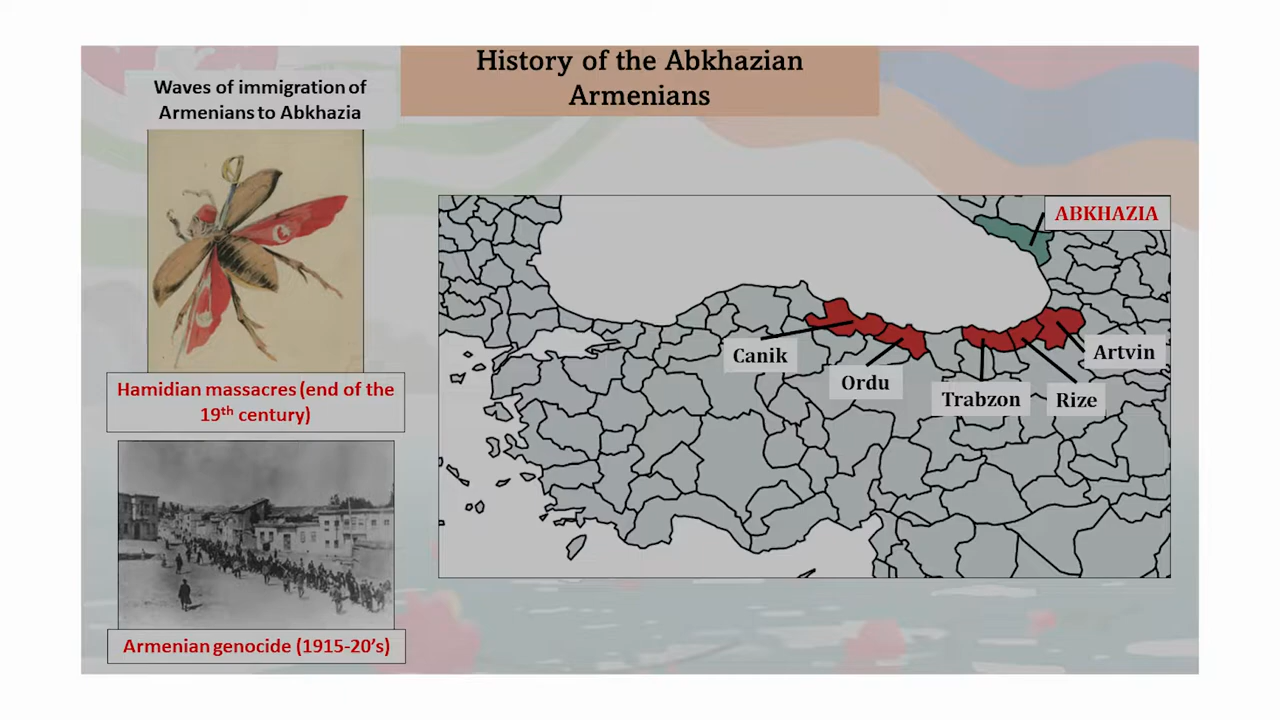 History of the Abkhazian
Armenians
Waves of immigration of
Armenians to Abkhazia
Hamidian massacres (end of the
19th century)
Armenian genocide (1915-20’s)
ABKHAZIA
Canik
Ordu
Trabzon
Rize
Artvin